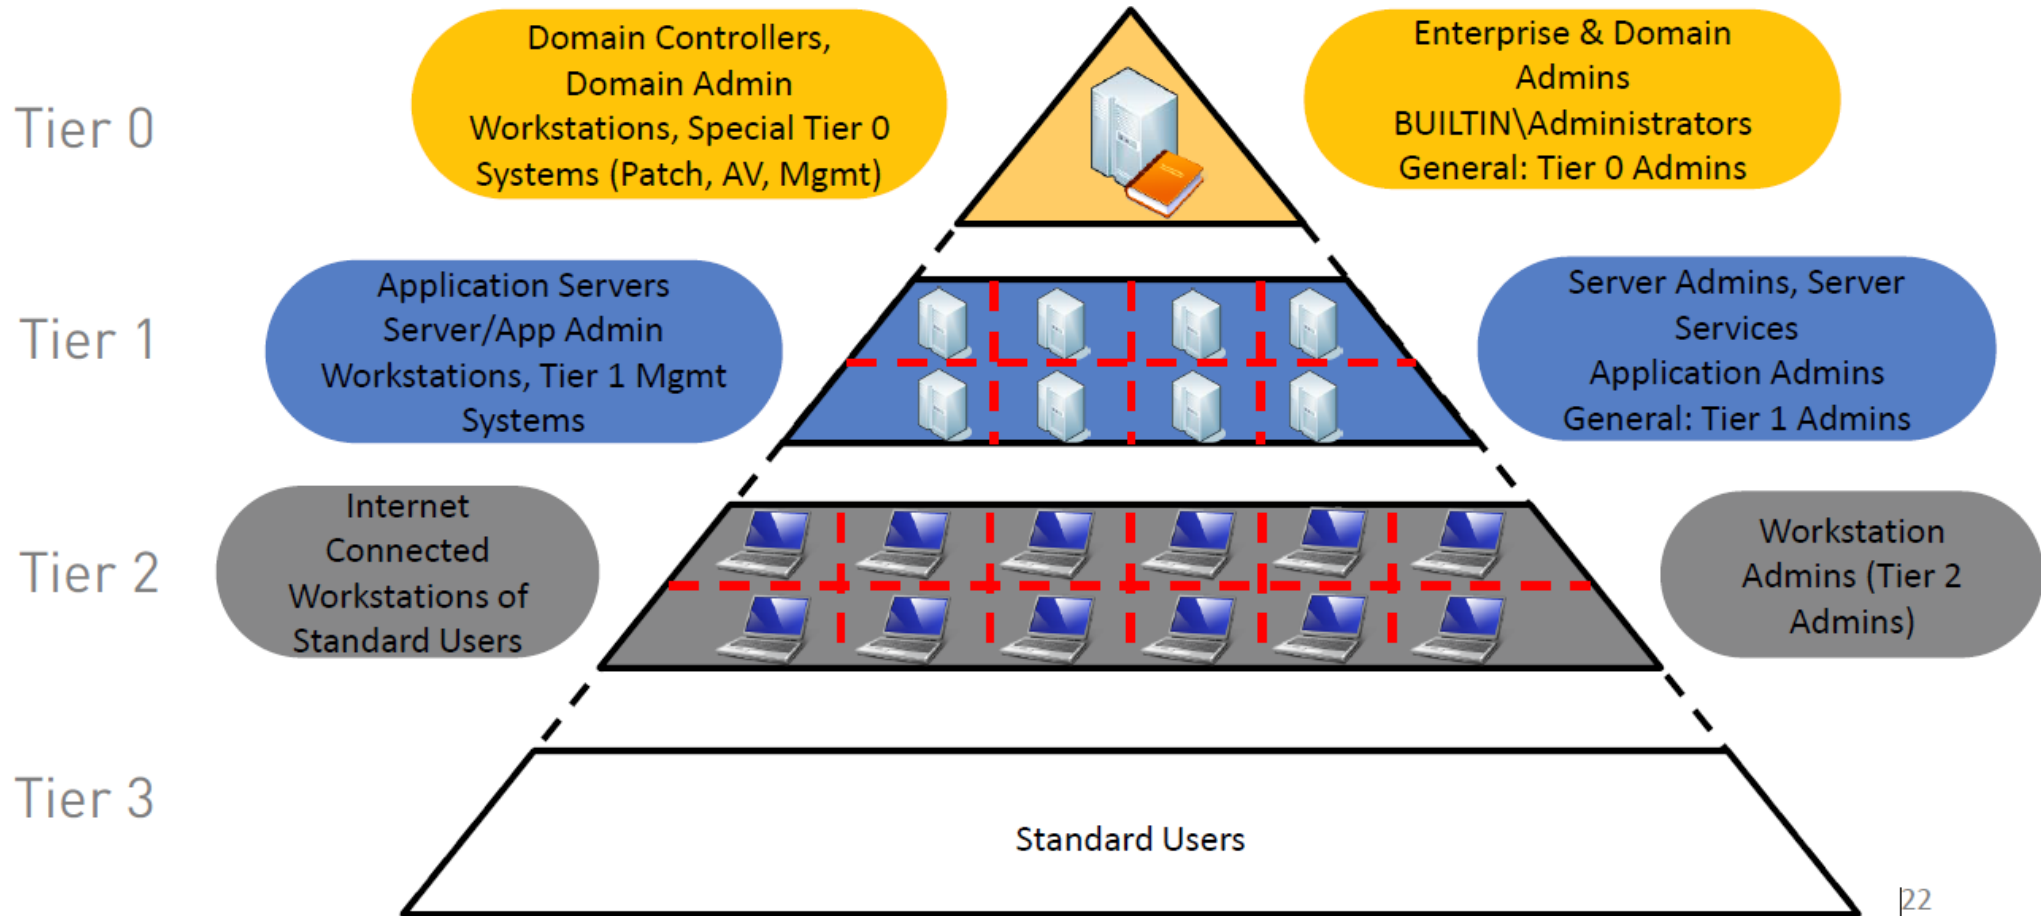 Tier 0
Domain Controllers,
Domain Admin
Workstations, Special Tier 0
Systems (Patch, AV, Mgmt)
Enterprise & Domain
Admins
BUILTIN\Administrators
General: Tier 0 Admins
Tier 1
Application Servers
Server/App Admin
Workstations, Tier 1 Mgmt
Systems
Server Admins, Server
Services
Application Admins
General: Tier 1 Admins
Tier 2
Internet
Connected
Workstations of
Standard Users
Workstation
Admins (Tier 2
Admins)
Tier 3
Standard Users
|22